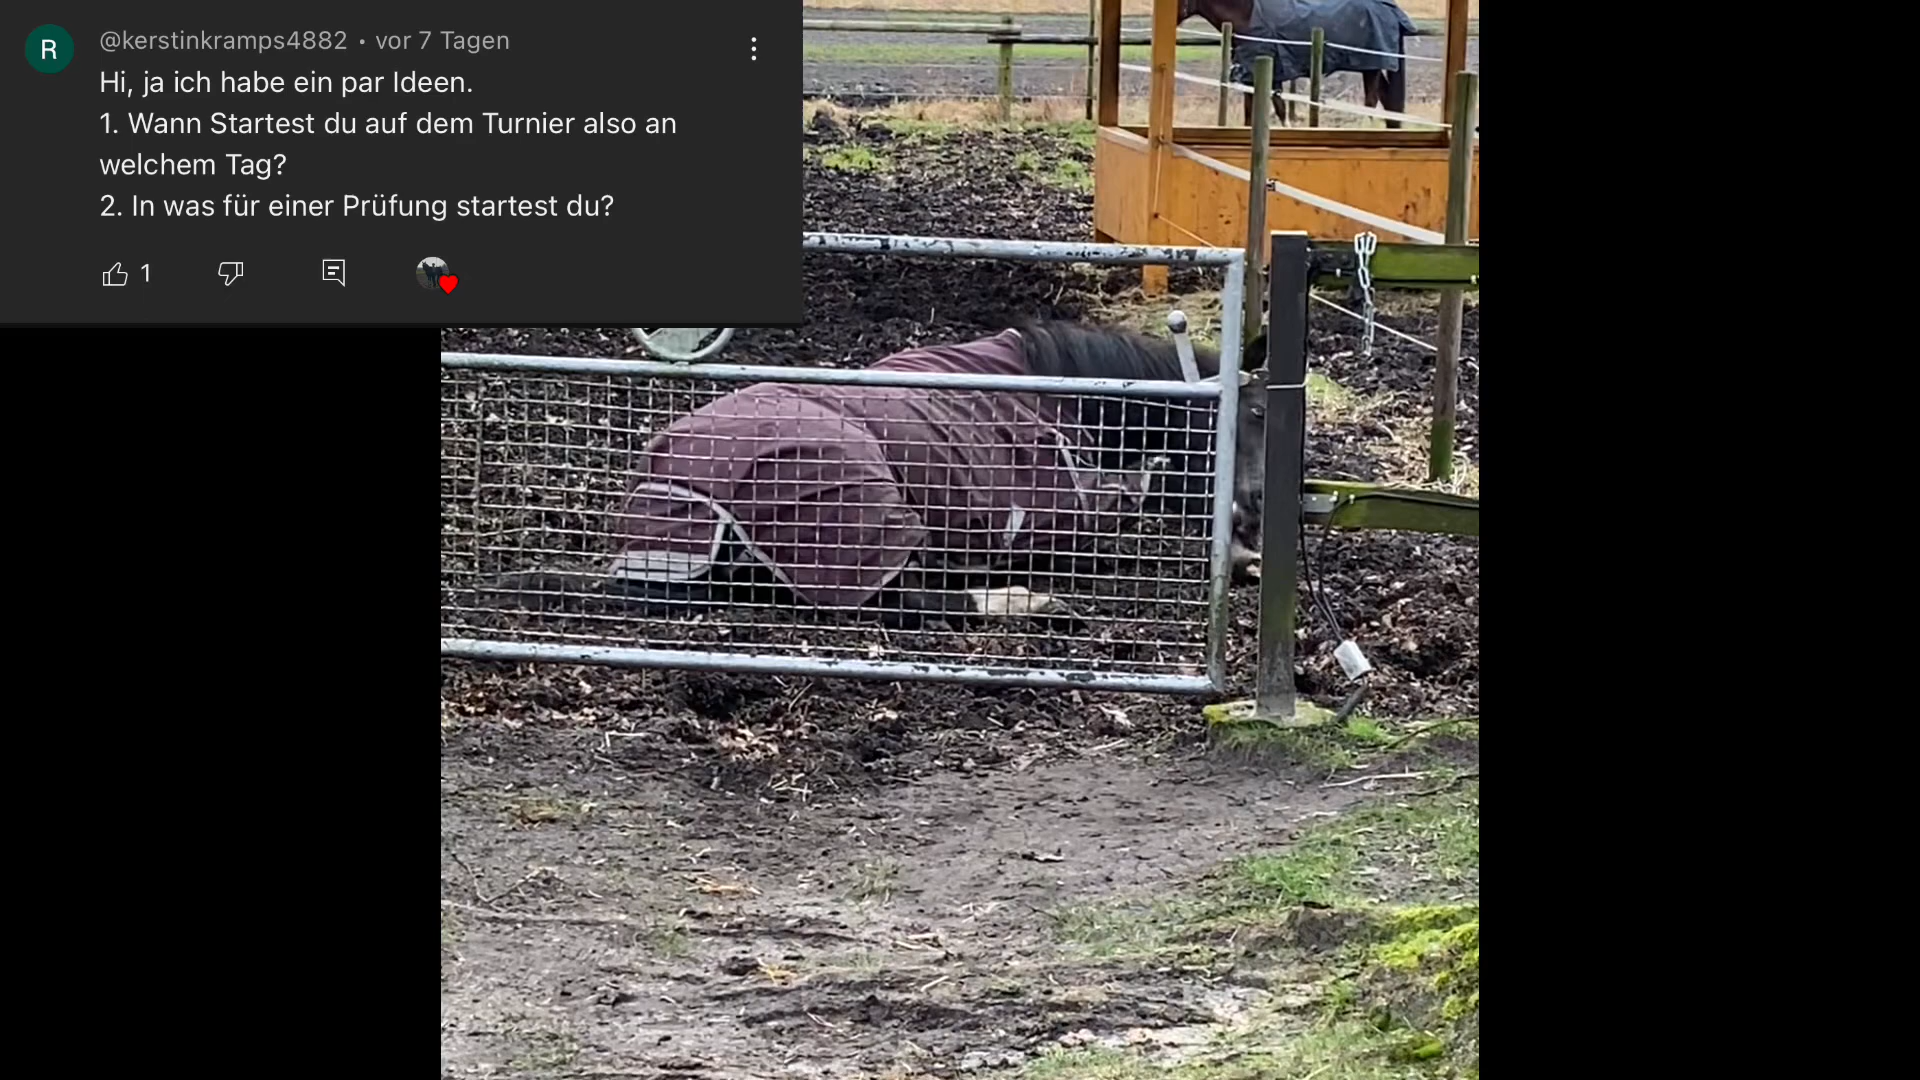 R
@kerstinkramps4882 • vor 7 Tagen
Hi, ja ich habe ein par Ideen.
1. Wann Startest du auf dem Turnier also an
welchem Tag?
2. In was für einer Prüfung startest du?
1